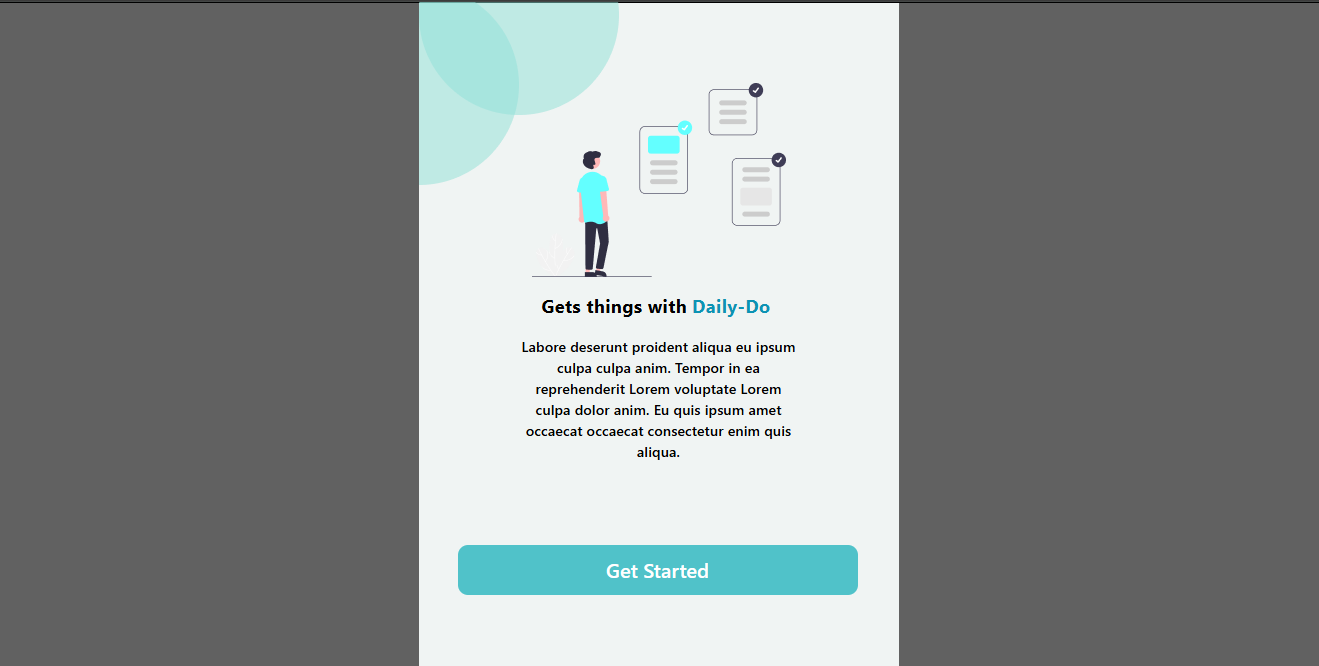 Gets things with Daily-Do
Labore deserunt proident aliqua eu ipsum
culpa culpa anim. Tempor in ea
reprehenderit Lorem voluptate Lorem
culpa dolor anim. Eu quis ipsum amet
occaecat occaecat consectetur enim quis
aliqua.
Get Started